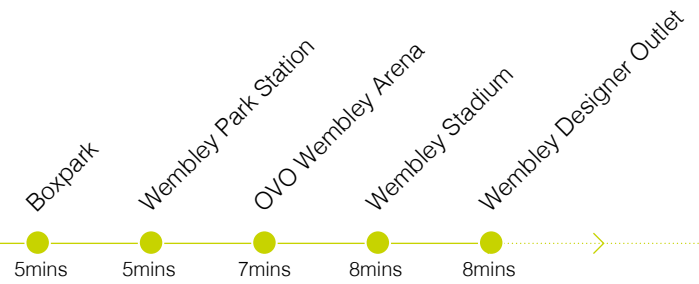 Boxpark
Wembley Park Station
OVO Wembley Arena
Wembley Stadium
Wembley Designer Outlet
5mins
5mins
7mins
8mins
8mins